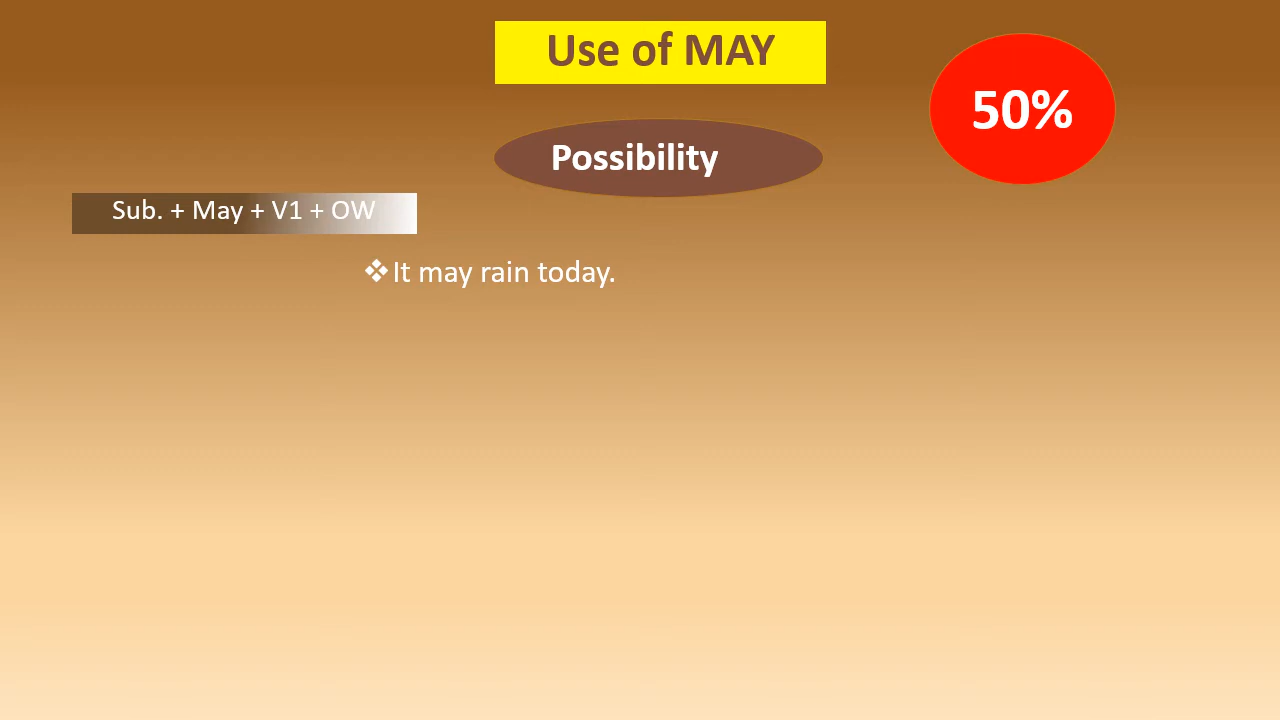 Use of MAY
50%
Possibility
Sub. + May + V1 + OW
❖It may rain today.